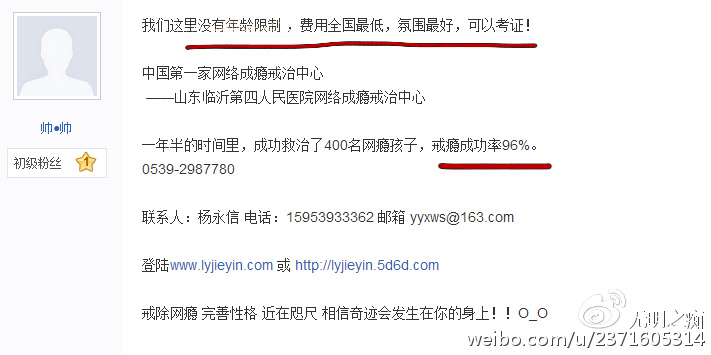 我们这里没有年龄限制 ，费用全国最低，氛围最好，可以考证！
中国第一家网络成瘾戒治中心
——山东临沂第四人民医院网络成瘾戒治中心
帅●帅
一年半的时间里，成功救治了400名网瘾孩子，戒瘾成功率96%。
初级粉丝 1
0539-2987780
联系人：杨永信 电话：15953933362 邮箱 yyxws@163.com
登陆www.lyjieyin.com 或 http://lyjieyin.5d6d.com
戒除网瘾 完善性格 近在咫尺 相信奇迹会发生在你的身上！！O_O
光明之痴
weibo.com/u/2371605314